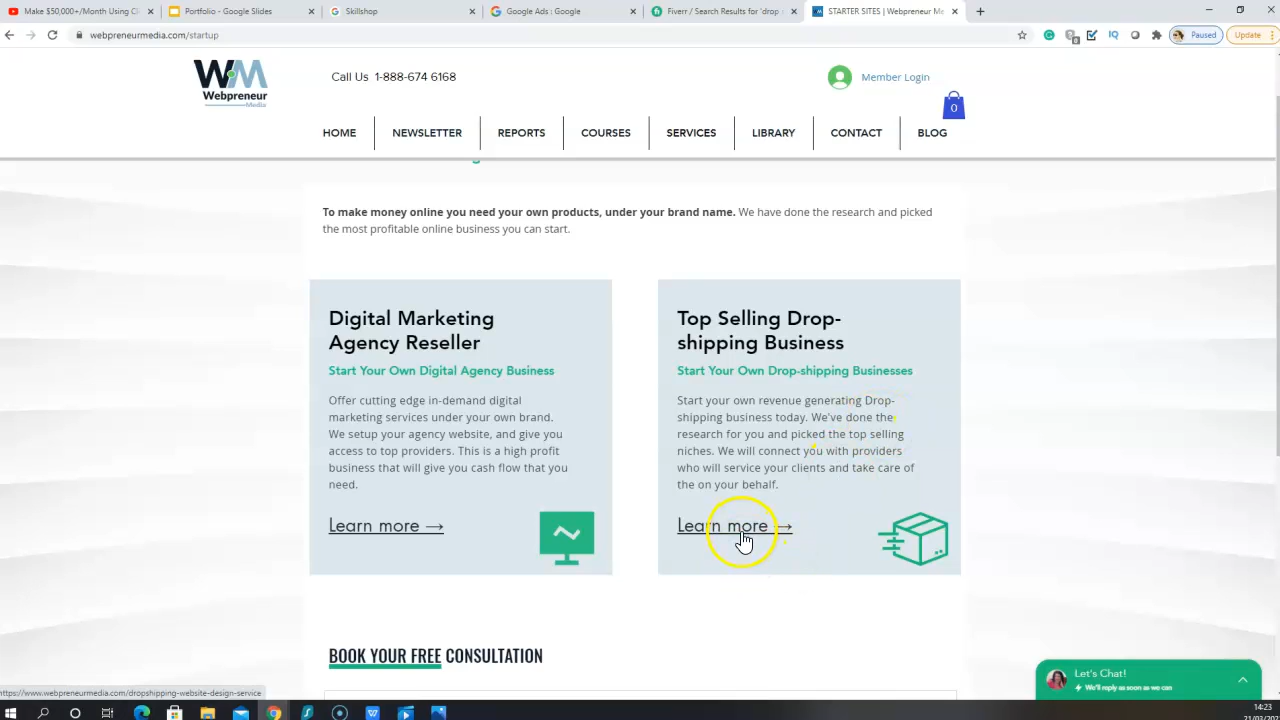 Make $50,000+/Month Using Cli
Portfolio - Google Slides
Skillshop
Google Ads : Google
Fiverr / Search Results for 'drop
STARTER SITES | Webpreneur Me
webpreneurmedia.com/startup
Paused
Update
WM
Webpreneur
Media
Call Us 1-888-674 6168
Member Login
0
HOME
NEWSLETTER
REPORTS
COURSES
SERVICES
LIBRARY
CONTACT
BLOG
To make money online you need your own products, under your brand name. We have done the research and picked
the most profitable online business you can start.
Digital Marketing
Agency Reseller
Start Your Own Digital Agency Business
Offer cutting edge in-demand digital
marketing services under your own brand.
We setup your agency website, and give you
access to top providers. This is a high profit
business that will give you cash flow that you
need.
Learn more →
Top Selling Drop-
shipping Business
Start Your Own Drop-shipping Businesses
Start your own revenue generating Drop-
shipping business today. We've done the
research for you and picked the top selling
niches. We will connect you with providers
who will service your clients and take care of
the on your behalf.
Learn more →
BOOK YOUR FREE CONSULTATION
Let's Chat!
We'll reply as soon as we can
https://www.webpreneurmedia.com/dropshipping-website-design-service
14:23